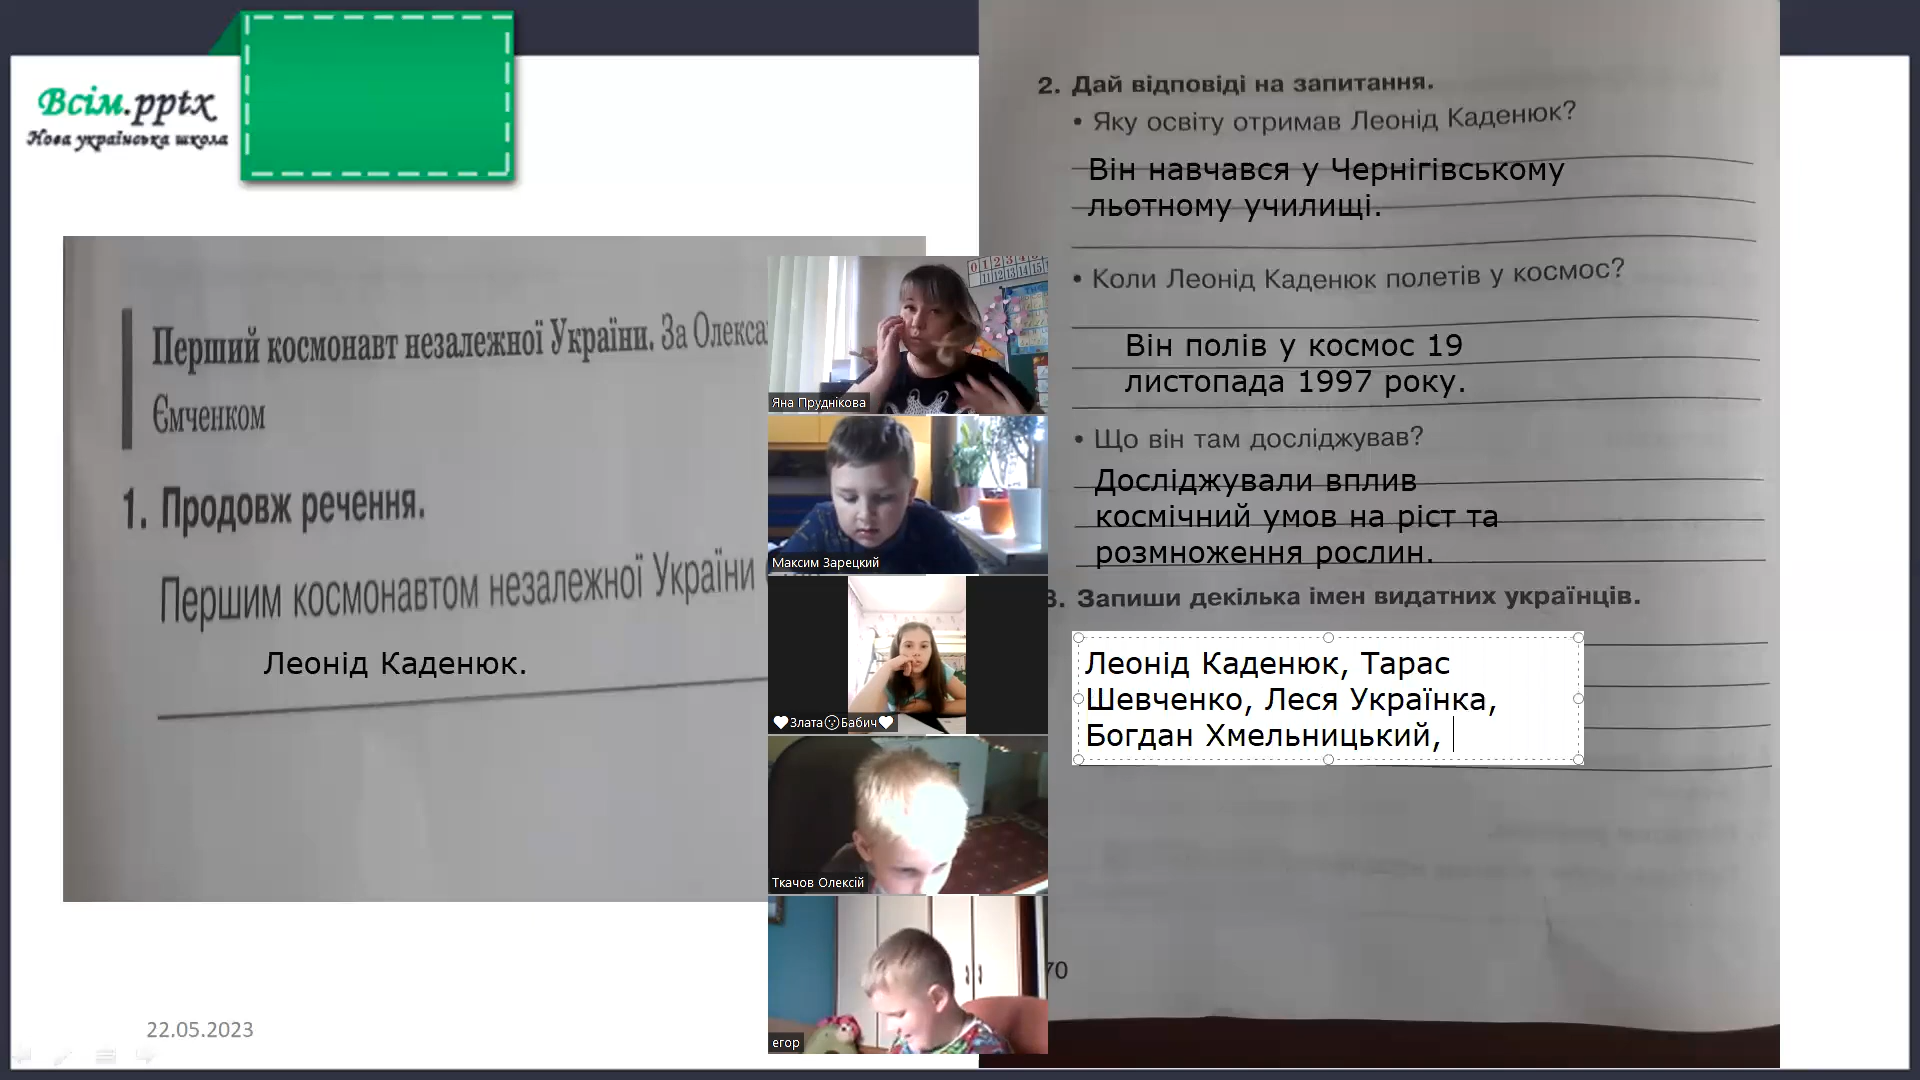 Всім.pptx
Нова українська школа
Перший космонавт незалежної України. За
Ємченком
1. Продовж речення.
Першим космонавтом незалежної України
Леонід Каденюк.
22.05.2023
Яна Пруднікова
Максим Зарецкий
Злата Бабич
Ткачов Олексій
егор
2. Дай відповіді на запитання.
• Яку освіту отримав Леонід Каденюк?
Він навчався у Чернігівському
льотному училищі.
• Коли Леонід Каденюк полетів у космос?
Він полів у космос 19
листопада 1997 року.
• Що він там досліджував?
Досліджували вплив
космічний умов на ріст та
розмноження рослин.
3. Запиши декілька імен видатних українців.
Леонід Каденюк, Тарас
Шевченко, Леся Українка,
Богдан Хмельницький,
70